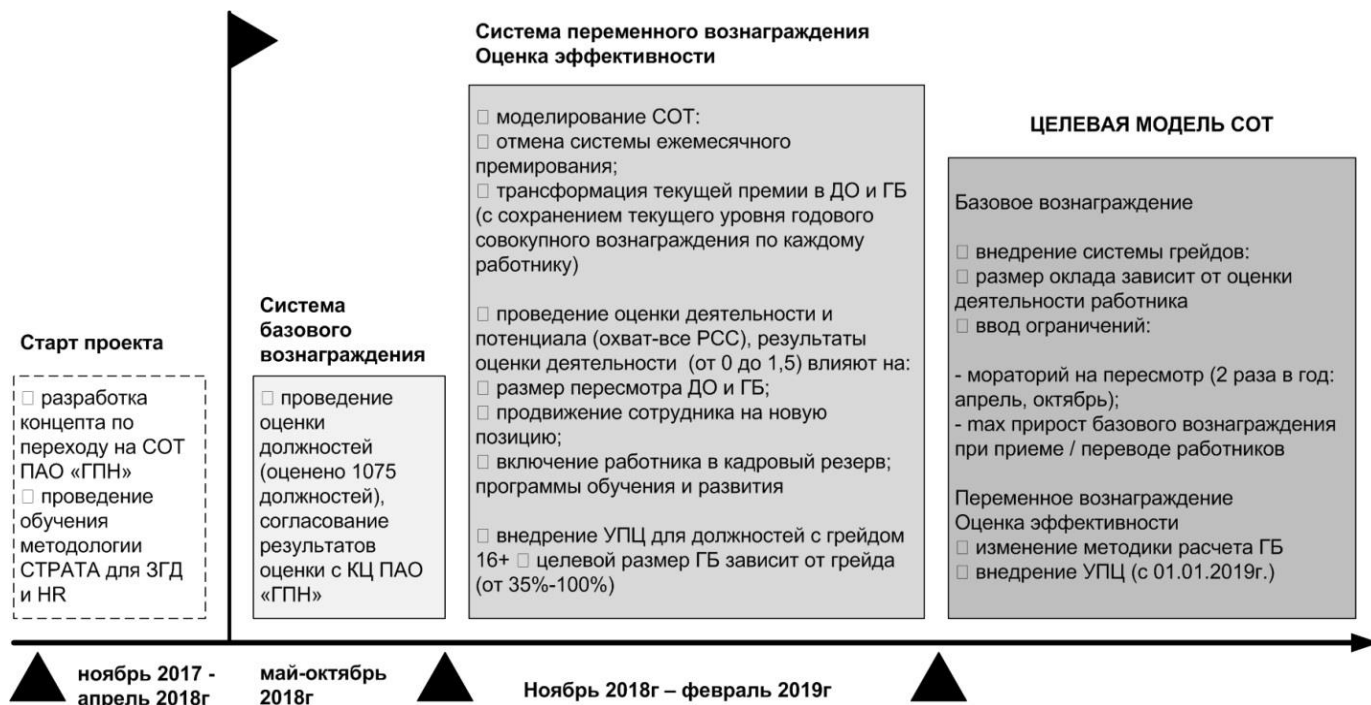 Старт проекта
□ разработка
концепта по
переходу на СОТ
ПАО «ГПН»
□ проведение
обучения
методологии
СТРАТА для ЗГД
и HR
Система
базового
вознаграждения
□ проведение
оценки
должностей
(оценено 1075
должностей),
согласование
результатов
оценки с КЦ ПАО
«ГПН»
Система переменного вознаграждения
Оценка эффективности
□ моделирование СОТ:
□ отмена системы ежемесячного
премирования;
□ трансформация текущей премии в ДО и ГБ
(с сохранением текущего уровня годового
совокупного вознаграждения по каждому
работнику)
□ проведение оценки деятельности и
потенциала (охват-все РСС), результаты
оценки деятельности (от 0 до 1,5) влияют на:
□ размер пересмотра ДО и ГБ;
□ продвижение сотрудника на новую
позицию;
□ включение работника в кадровый резерв;
программы обучения и развития
□ внедрение УПЦ для должностей с грейдом
16+ □ целевой размер ГБ зависит от грейда
(от 35%-100%)
ЦЕЛЕВАЯ МОДЕЛЬ СОТ
Базовое вознаграждение
□ внедрение системы грейдов:
□ размер оклада зависит от оценки
деятельности работника
□ ввод ограничений:
- мораторий на пересмотр (2 раза в год:
апрель, октябрь);
- max прирост базового вознаграждения
при приеме / переводе работников
Переменное вознаграждение
Оценка эффективности
□ изменение методики расчета ГБ
□ внедрение УПЦ (с 01.01.2019г.)
ноябрь 2017 -
апрель 2018г
май-октябрь
2018г
Ноябрь 2018г – февраль 2019г